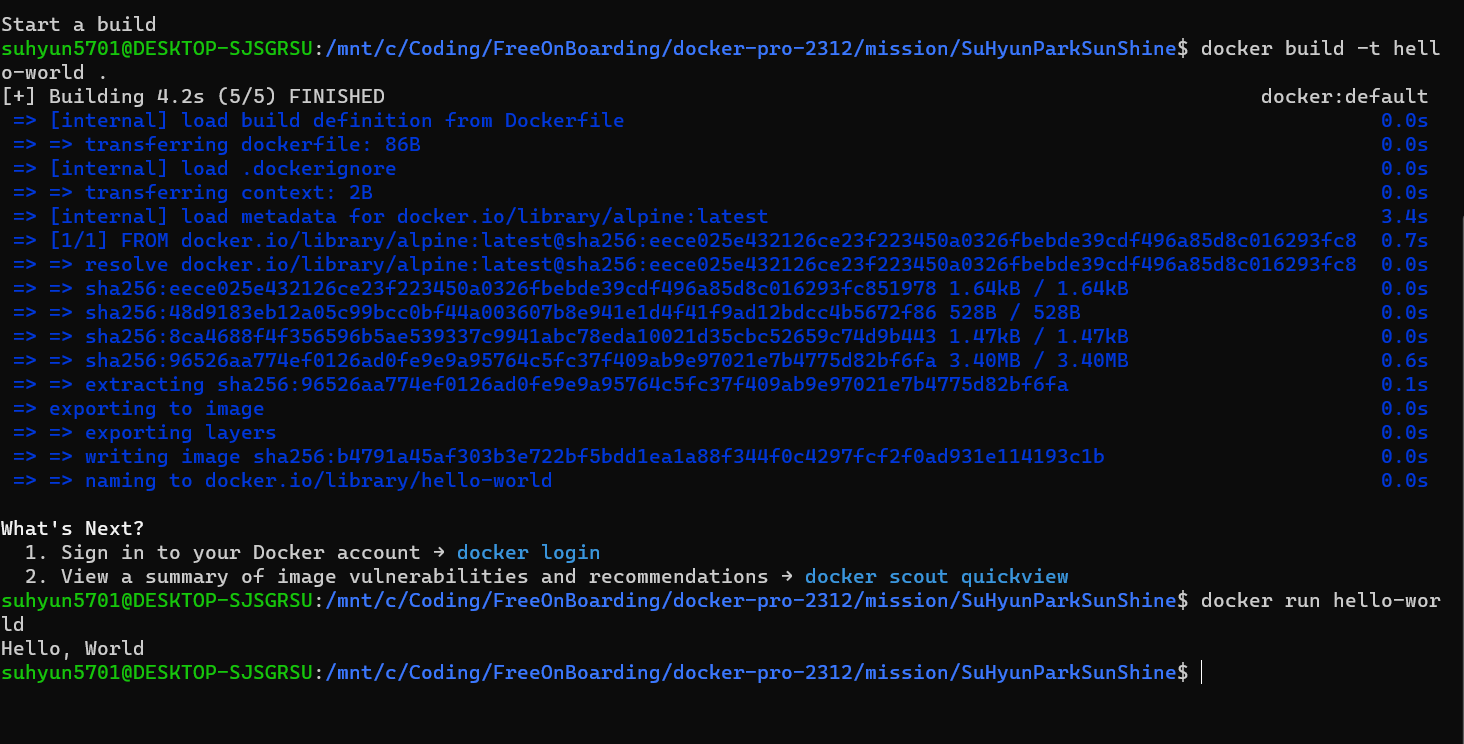 Start a build
suhyun5701@DESKTOP-SJSGRSU:/mnt/c/Coding/FreeOnBoarding/docker-pro-2312/mission/SuHyunParkSunShine$ docker build -t hell
o-world .
[+] Building 4.2s (5/5) FINISHED docker:default
=> [internal] load build definition from Dockerfile 0.0s
=> => transferring dockerfile: 86B 0.0s
=> [internal] load .dockerignore 0.0s
=> => transferring context: 2B 0.0s
=> [internal] load metadata for docker.io/library/alpine:latest 3.4s
=> [1/1] FROM docker.io/library/alpine:latest@sha256:eece025e432126ce23f223450a0326fbebde39cdf496a85d8c016293fc8 0.7s
=> => resolve docker.io/library/alpine:latest@sha256:eece025e432126ce23f223450a0326fbebde39cdf496a85d8c016293fc8 0.0s
=> => sha256:eece025e432126ce23f223450a0326fbebde39cdf496a85d8c016293fc851978 1.64kB / 1.64kB 0.0s
=> => sha256:48d9183eb12a05c99bcc0bf44a003607b8e941e1d4f41f9ad12bdcc4b5672f86 528B / 528B 0.0s
=> => sha256:8ca4688f4f356596b5ae539337c9941abc78eda10021d35cbc52659c74d9b443 1.47kB / 1.47kB 0.0s
=> => sha256:96526aa774ef0126ad0fe9e9a95764c5fc37f409ab9e97021e7b4775d82bf6fa 3.40MB / 3.40MB 0.6s
=> => extracting sha256:96526aa774ef0126ad0fe9e9a95764c5fc37f409ab9e97021e7b4775d82bf6fa 0.1s
=> exporting to image 0.0s
=> => exporting layers 0.0s
=> => writing image sha256:b4791a45af303b3e722bf5bdd1ea1a88f344f0c4297fcf2f0ad931e114193c1b 0.0s
=> => naming to docker.io/library/hello-world 0.0s
What's Next?
1. Sign in to your Docker account → docker login
2. View a summary of image vulnerabilities and recommendations → docker scout quickview
suhyun5701@DESKTOP-SJSGRSU:/mnt/c/Coding/FreeOnBoarding/docker-pro-2312/mission/SuHyunParkSunShine$ docker run hello-wor
ld
Hello, World
suhyun5701@DESKTOP-SJSGRSU:/mnt/c/Coding/FreeOnBoarding/docker-pro-2312/mission/SuHyunParkSunShine$